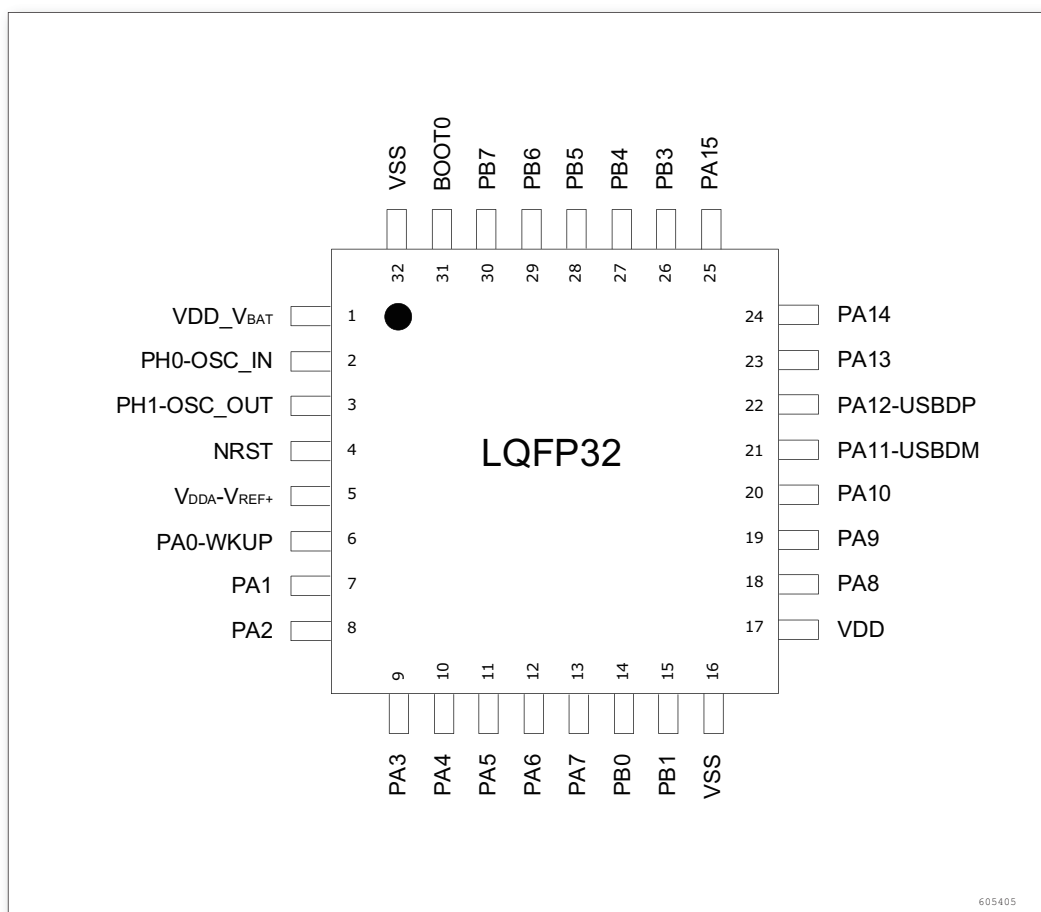 VSS
BOOT0
PB7
PB6
PB5
PB4
PB3
PA15
32
31
30
29
28
27
26
25
VDD_VBAT 1
PH0-OSC_IN 2
PH1-OSC_OUT 3
NRST 4
VDDA-VREF+ 5
PA0-WKUP 6
PA1 7
PA2 8
LQFP32
24 PA14
23 PA13
22 PA12-USBDP
21 PA11-USBDM
20 PA10
19 PA9
18 PA8
17 VDD
9
10
11
12
13
14
15
16
PA3
PA4
PA5
PA6
PA7
PB0
PB1
VSS
605405